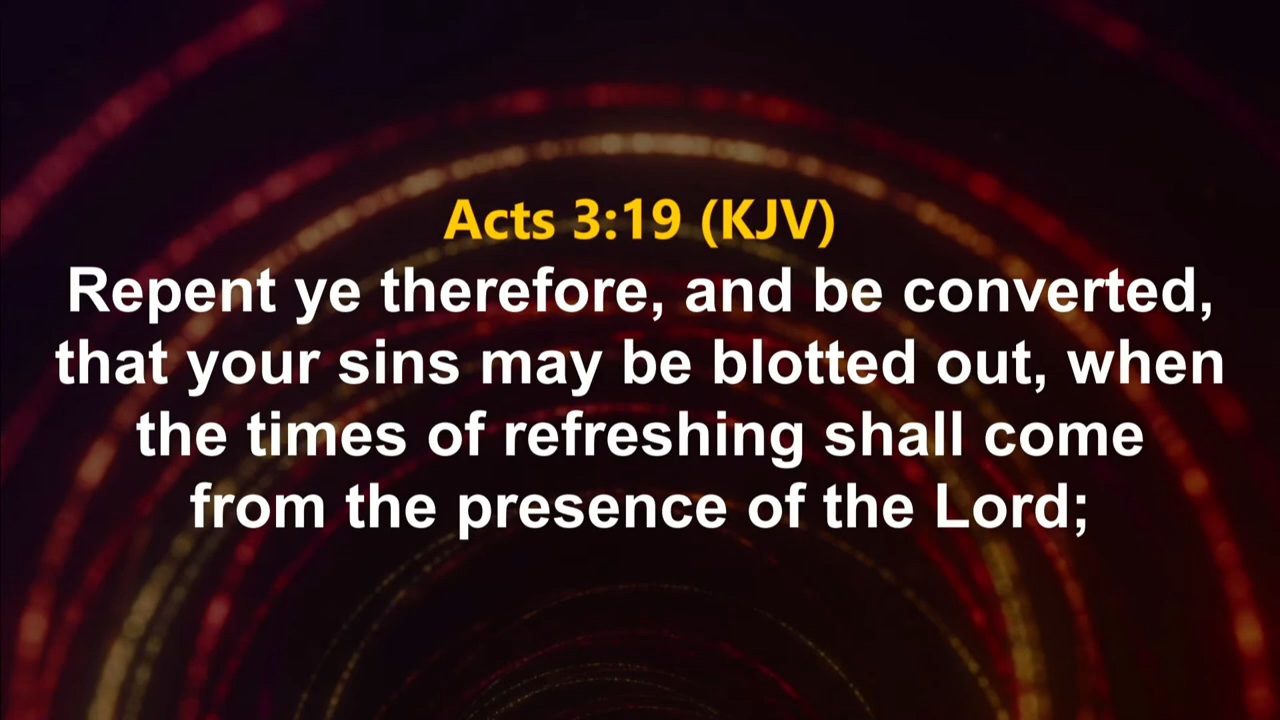 Acts 3:19 (KJV)
Repent ye therefore, and be converted,
that your sins may be blotted out, when
the times of refreshing shall come
from the presence of the Lord;